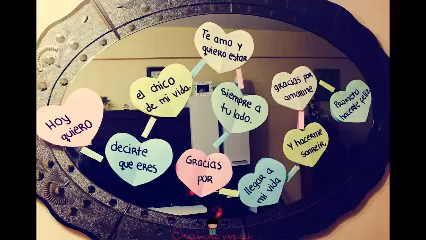 Hoy
quiero
decirte
que eres
el chico
de mi vida.
Te amo y
quiero estar
siempre a
tu lado.
Gracias
por
llegar a
mi vida
y hacerme
sonreír.
gracias por
amarme
Prometo
hacerte feliz